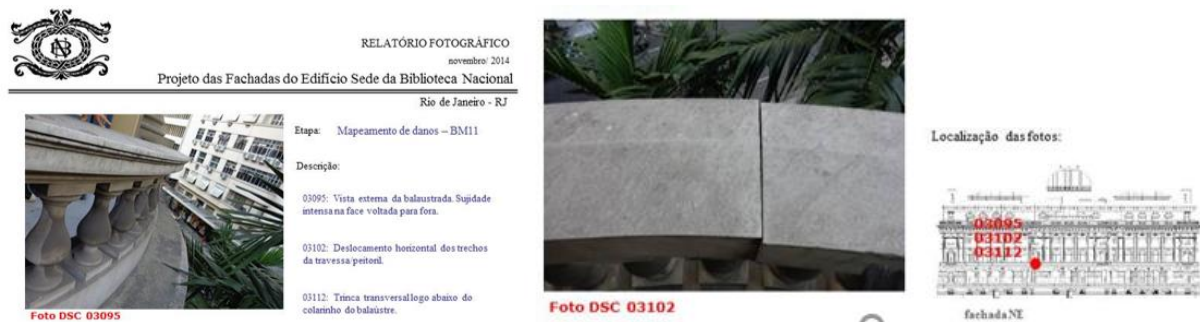 RELATÓRIO FOTOGRÁFICO
novembro/ 2014
Projeto das Fachadas do Edifício Sede da Biblioteca Nacional
Rio de Janeiro - RJ
Etapa: Mapeamento de danos – BM11
Descrição:
03095: Vista externa da balaustrada. Sujidade
intensa na face voltada para fora.
03102: Deslocamento horizontal dos trechos
da travessa/peitoril.
03112: Trinca transversal logo abaixo do
colarinho do balaústre.
Foto DSC 03095
Foto DSC 03102
Localização das fotos:
03095
03102
03112
fachada NE